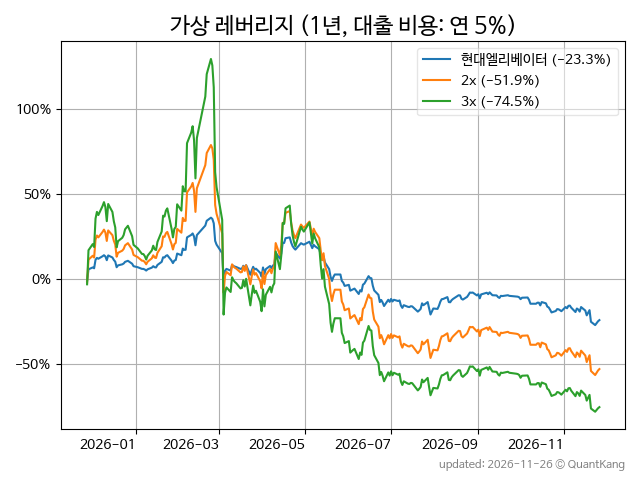 가상 레버리지 (1년, 대출 비용: 연 5%)
현대엘리베이터 (−23.3%)
2x (−51.9%)
3x (−74.5%)
100%
50%
0%
−50%
2026−01 2026−03 2026−05 2026−07 2026−09 2026−11
updated: 2026−11−26 © QuantKang